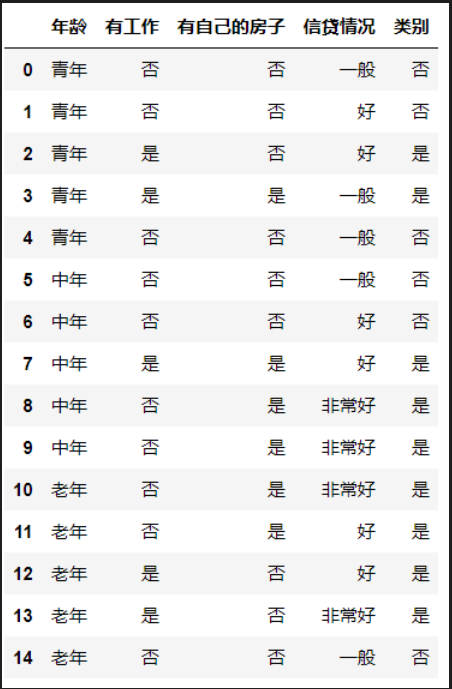 年龄 有工作 有自己的房子 信贷情况 类别
0 青年 否 否 一般 否
1 青年 否 否 好 否
2 青年 是 否 好 是
3 青年 是 是 一般 是
4 青年 否 否 一般 否
5 中年 否 否 一般 否
6 中年 否 否 好 否
7 中年 是 是 好 是
8 中年 否 是 非常好 是
9 中年 否 是 非常好 是
10 老年 否 是 非常好 是
11 老年 否 是 好 是
12 老年 是 否 好 是
13 老年 是 否 非常好 是
14 老年 否 否 一般 否